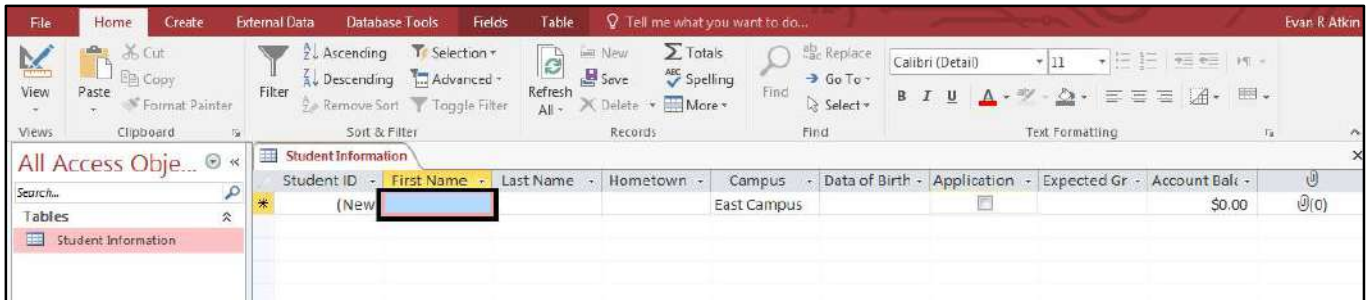 File Home Create External Data Database Tools Fields Table Tell me what you want to do... Evan R Atkin
View
Paste
Cut
Copy
Format Painter
Filter
Ascending
Descending
Remove Sort
Selection
Advanced
Toggle Filter
Refresh
All
New
Save
Delete
Totals
Spelling
More
Find
Replace
Go To
Select
Calibri (Detail) 11
B I U A
Views Clipboard Sort & Filter Records Find Text Formatting
All Access Obje...
Search...
Tables
Student Information
Student Information
Student ID First Name Last Name Hometown Campus Data of Birth Application Expected Gr Account Bala
(New East Campus $0.00 (0)